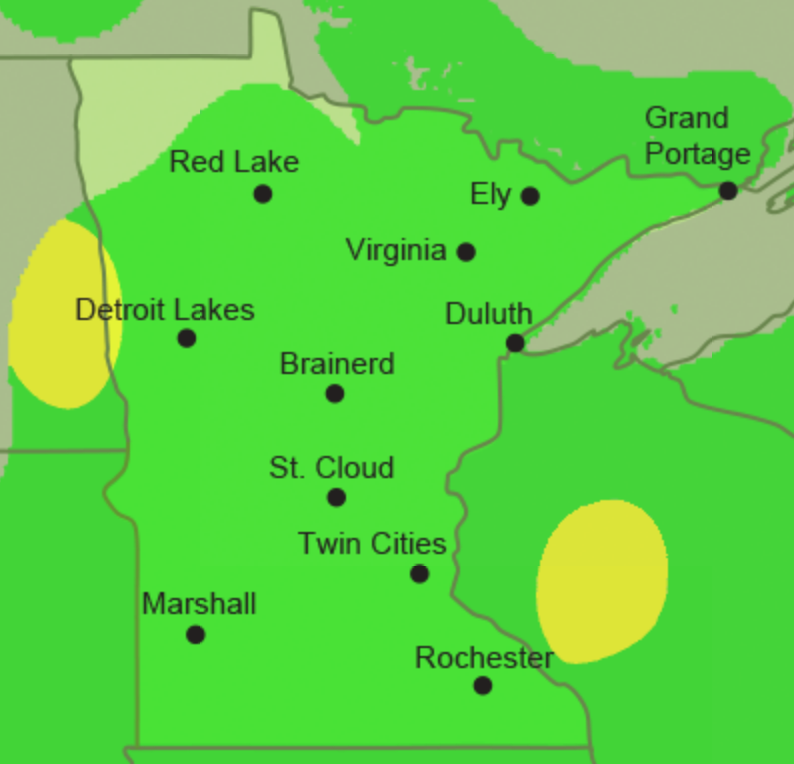 Grand
Portage
Red Lake
Ely
Virginia
Detroit Lakes
Duluth
Brainerd
St. Cloud
Twin Cities
Marshall
Rochester